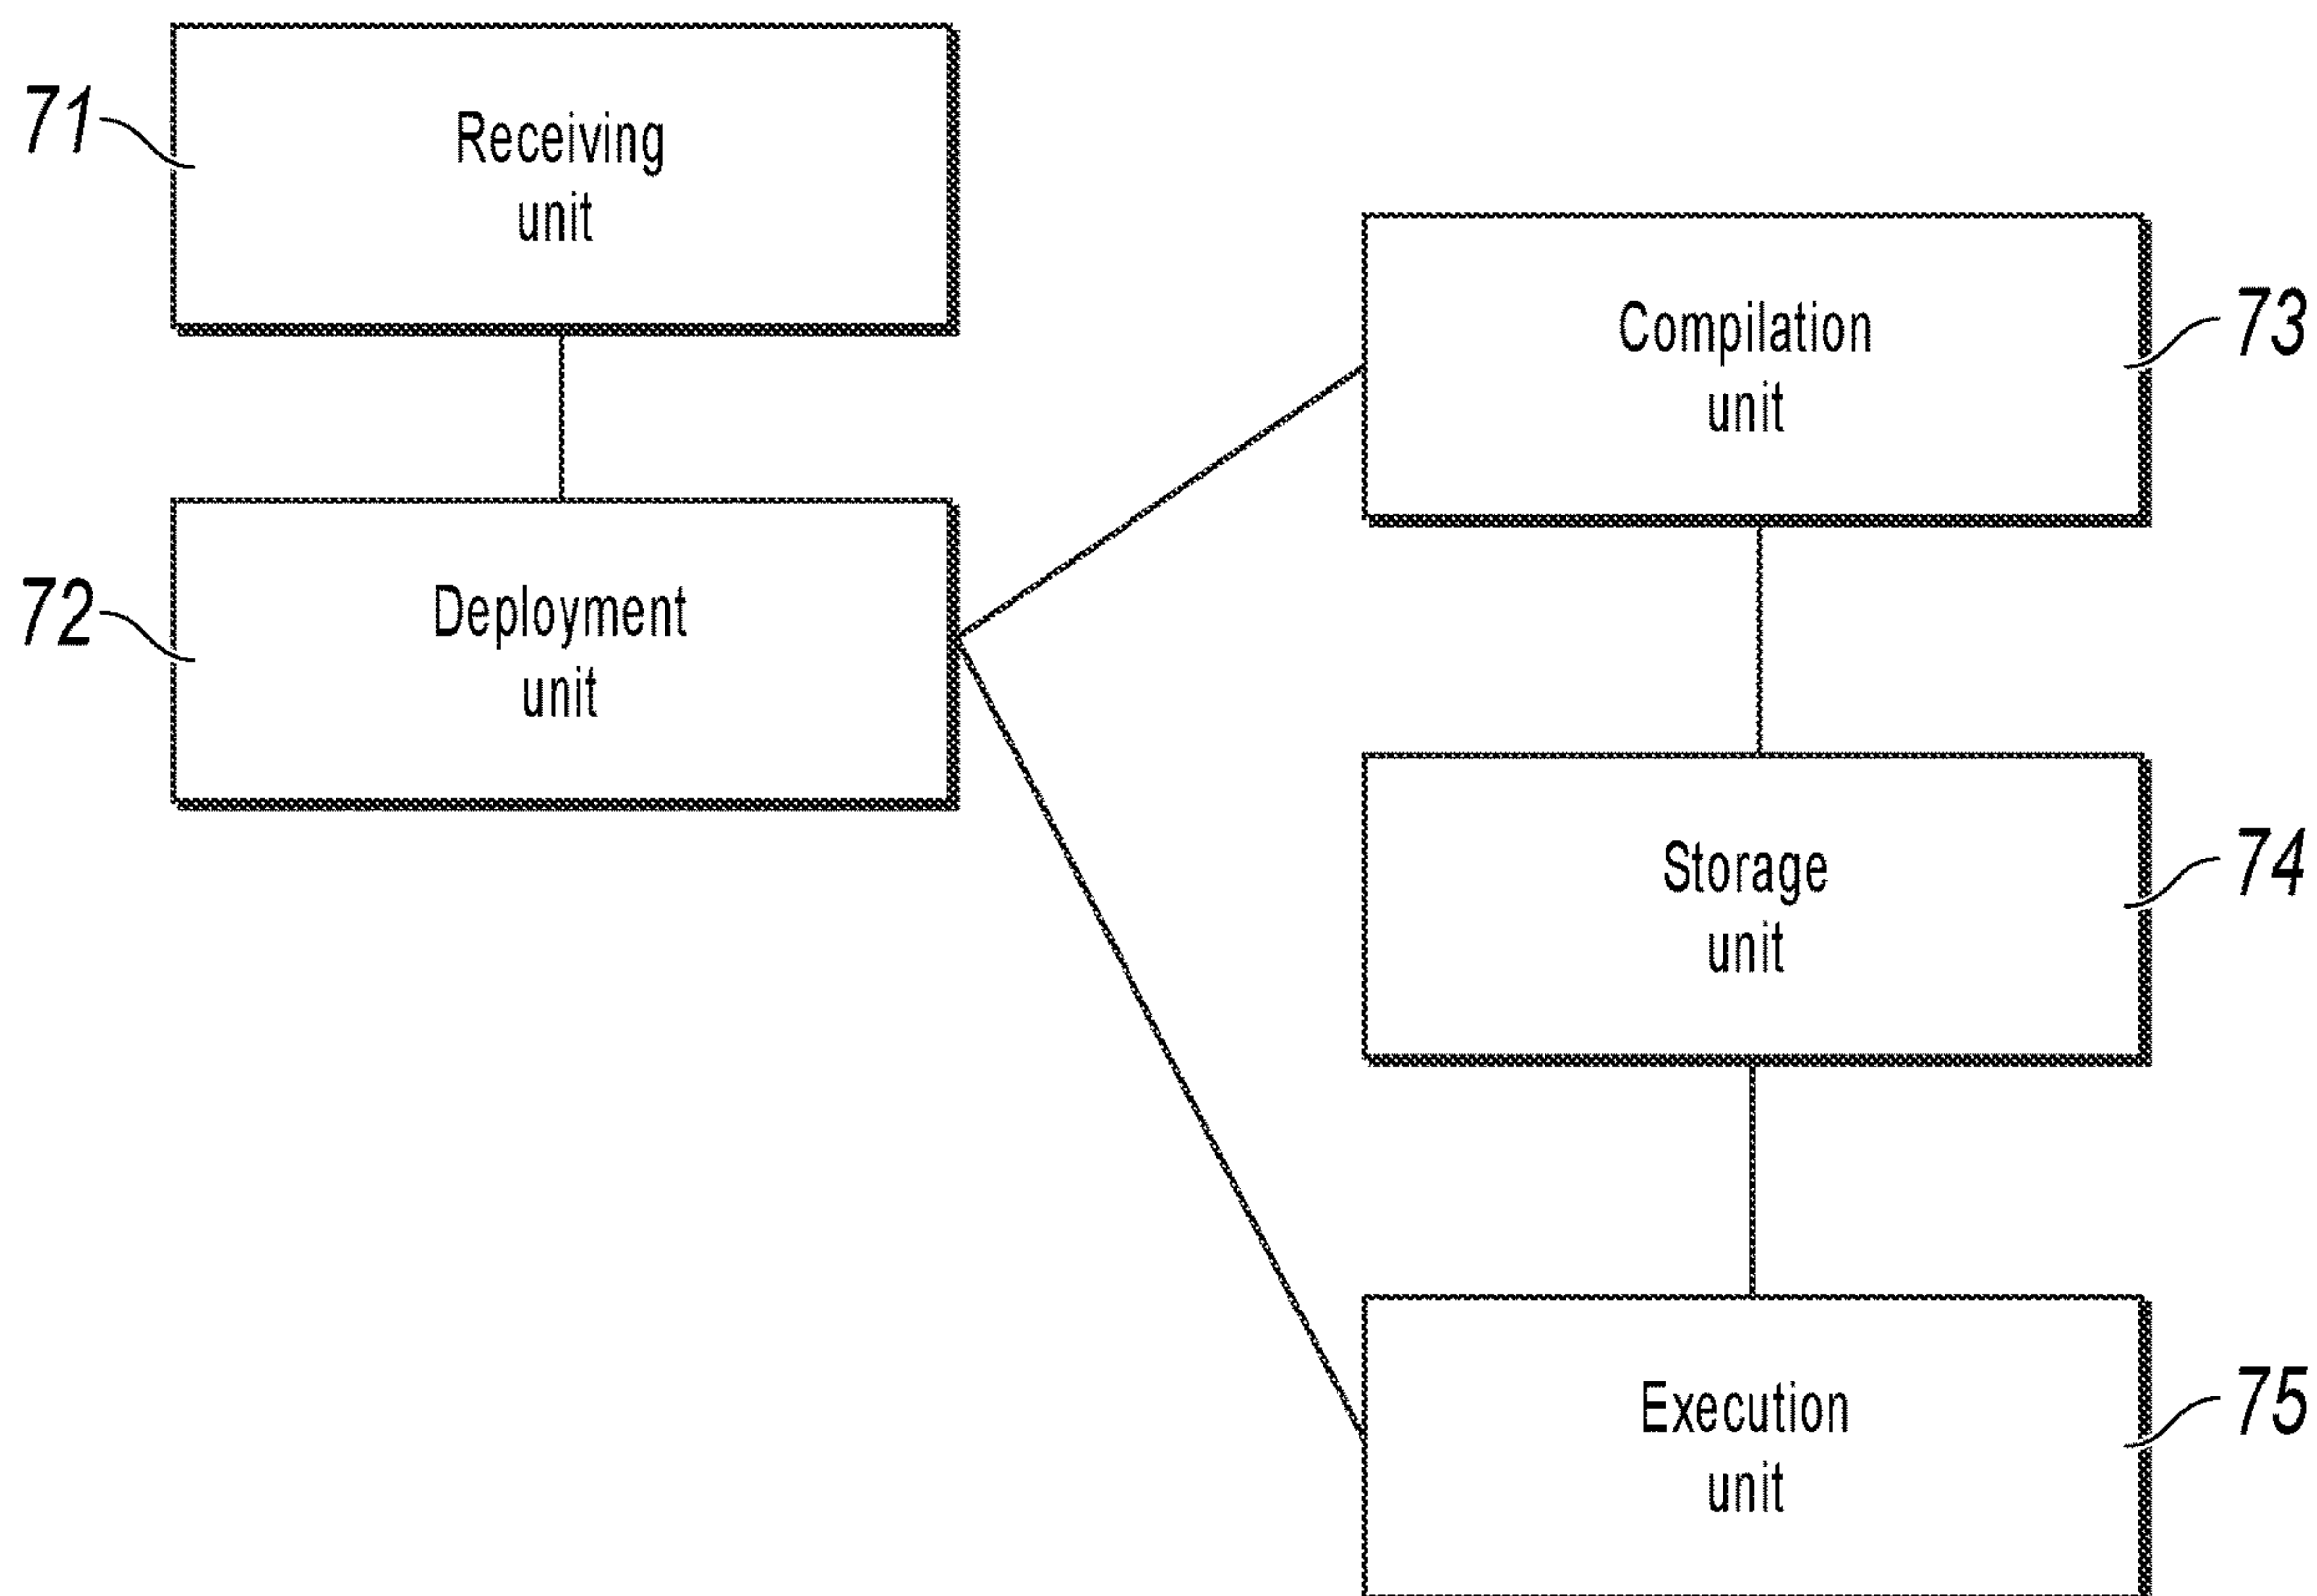 71
Receiving
unit
72
Deployment
unit
Compilation
unit
73
Storage
unit
74
Execution
unit
75